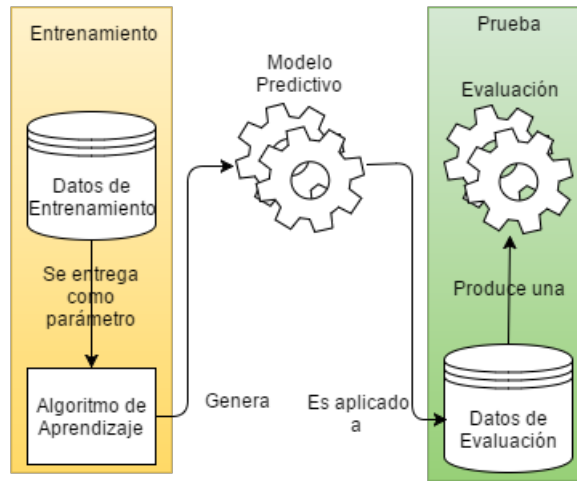 Entrenamiento
Datos de
Entrenamiento
Se entrega
como
parámetro
Algoritmo de
Aprendizaje
Genera
Modelo
Predictivo
Es aplicado
a
Prueba
Evaluación
Produce una
Datos de
Evaluación